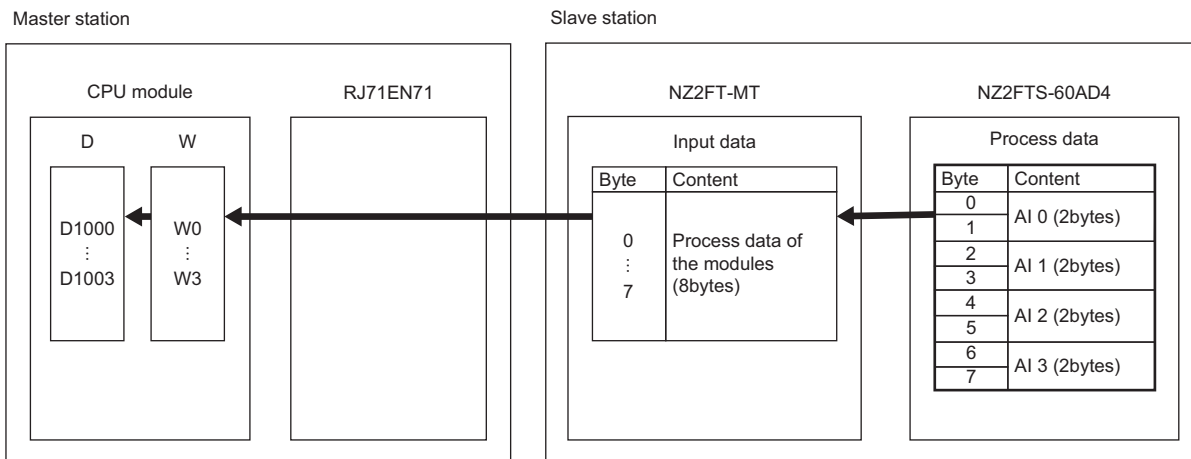 Master station
Slave station
CPU module
RJ71EN71
NZ2FT-MT
NZ2FTS-60AD4
D
W
D1000
⋮
D1003
W0
⋮
W3
Input data
Byte Content
0
⋮
7
Process data of
the modules
(8bytes)
Process data
Byte Content
0
1
AI 0 (2bytes)
2
3
AI 1 (2bytes)
4
5
AI 2 (2bytes)
6
7
AI 3 (2bytes)